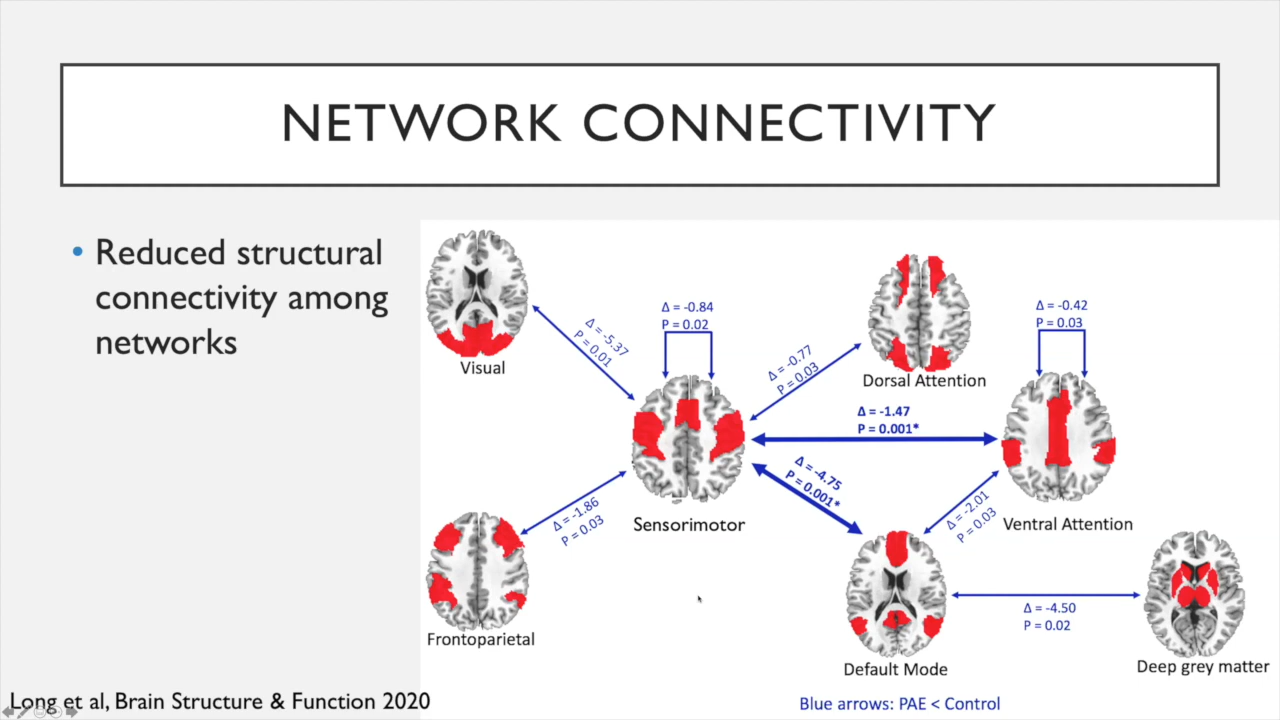 NETWORK CONNECTIVITY
• Reduced structural
connectivity among
networks
Visual
Δ = -5.37
P = 0.01
Δ = -0.84
P = 0.02
Δ = -0.77
P = 0.03
Dorsal Attention
Δ = -0.42
P = 0.03
Δ = -1.47
P = 0.001*
Δ = -4.75
P = 0.001*
Sensorimotor
Δ = -1.86
P = 0.03
Δ = -2.01
P = 0.03
Ventral Attention
Frontoparietal
Δ = -4.50
P = 0.02
Default Mode
Deep grey matter
Long et al, Brain Structure & Function 2020
Blue arrows: PAE < Control